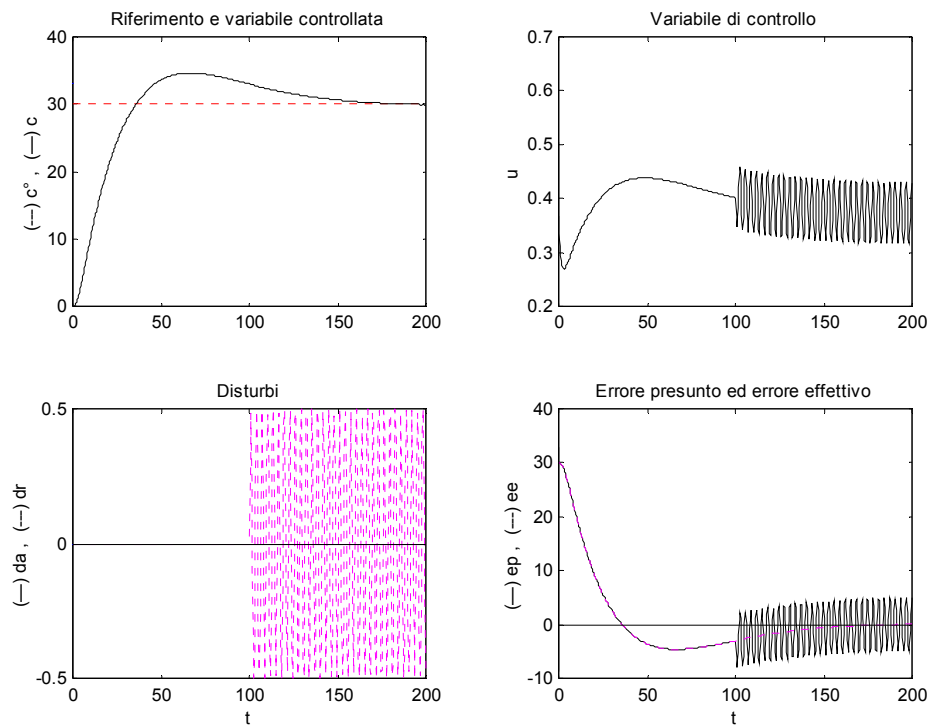 Riferimento e variabile controllata
40
30
20
10
0
0 50 100 150 200
(---) c° , (—) c
Variabile di controllo
0.7
0.6
0.5
0.4
0.3
0.2
0 50 100 150 200
u
Disturbi
0.5
0
-0.5
0 50 100 150 200
(—) da , (---) dr
t
Errore presunto ed errore effettivo
40
30
20
10
0
-10
0 50 100 150 200
(—) ep , (---) ee
t